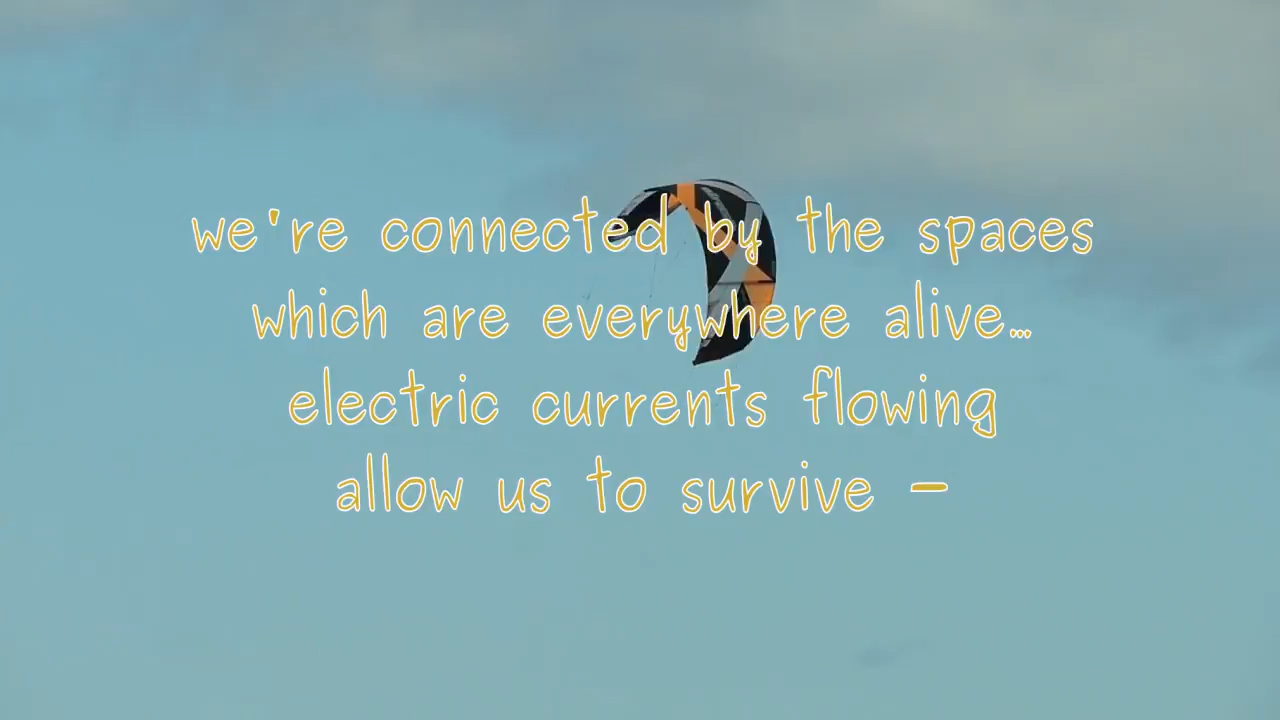 we're connected by the spaces
which are everywhere alive...
electric currents flowing
allow us to survive –